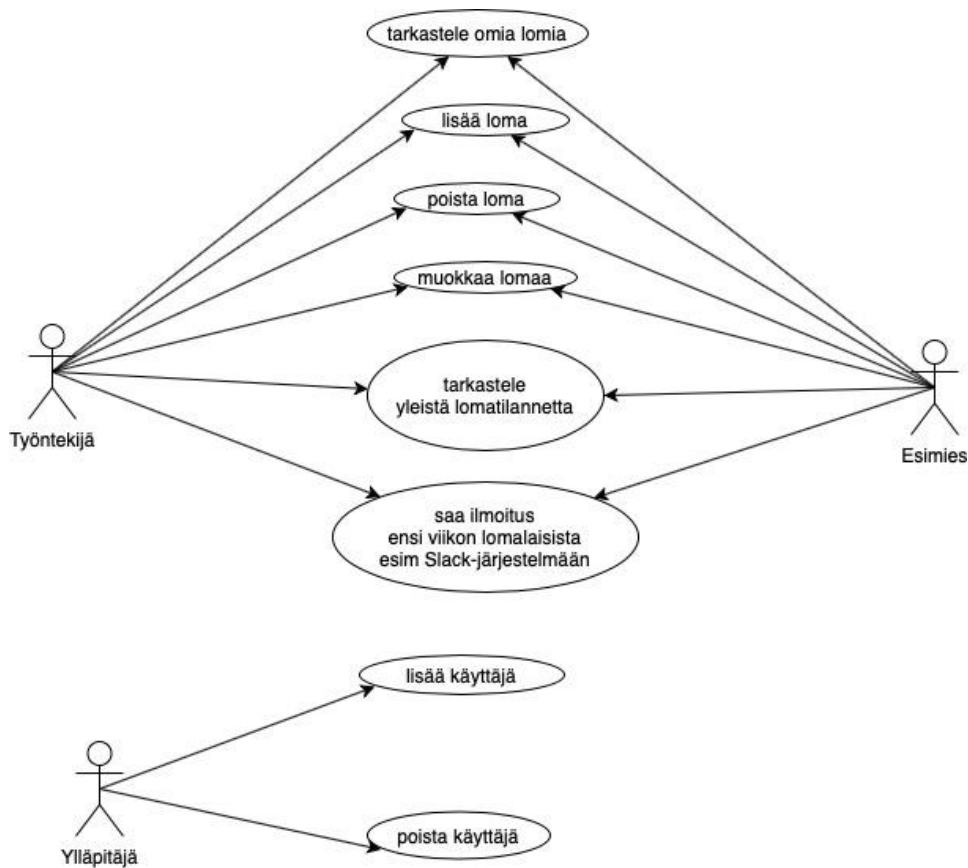 tarkastele omia lomia
lisää loma
poista loma
muokkaa lomaa
tarkastele
yleistä lomatilannetta
Työntekijä
Esimies
saa ilmoitus
ensi viikon lomalaisista
esim Slack-järjestelmään
lisää käyttäjä
poista käyttäjä
Ylläpitäjä